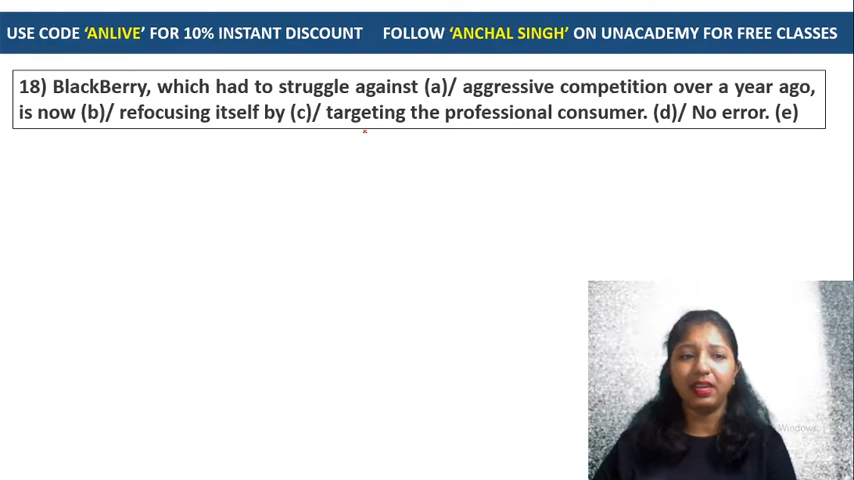 USE CODE ‘ANLIVE’ FOR 10% INSTANT DISCOUNT FOLLOW ‘ANCHAL SINGH’ ON UNACADEMY FOR FREE CLASSES
18) BlackBerry, which had to struggle against (a)/ aggressive competition over a year ago,
is now (b)/ refocusing itself by (c)/ targeting the professional consumer. (d)/ No error. (e)
Windows